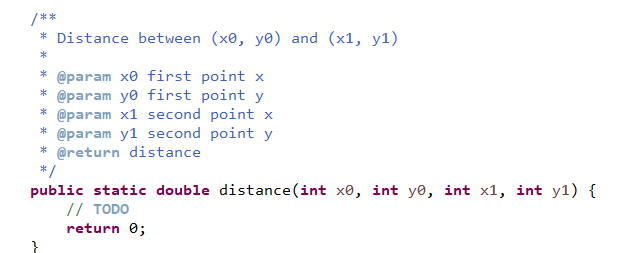 /**
 * Distance between (x0, y0) and (x1, y1)
 *
 * @param x0 first point x
 * @param y0 first point y
 * @param x1 second point x
 * @param y1 second point y
 * @return distance
 */
public static double distance(int x0, int y0, int x1, int y1) {
    // TODO
    return 0;
}